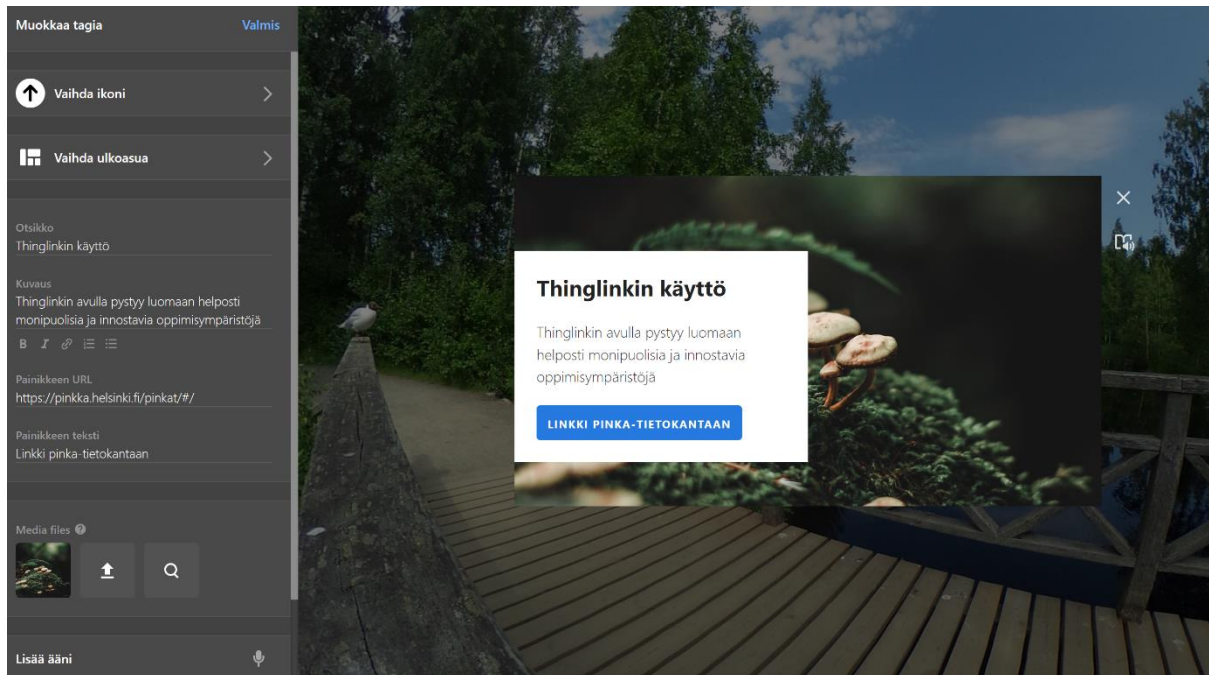 Muokkaa tagia
Valmis
Vaihda ikoni
Vaihda ulkoasua
Otsikko
Thinglinkin käyttö
Kuvaus
Thinglinkin avulla pystyy luomaan helposti
monipuolisia ja innostavia oppimisympäristöjä
B I
Painikkeen URL
https://pinkka.helsinki.fi/pinkat/#/
Painikkeen teksti
Linkki pinka-tietokantaan
Media files
Lisää ääni
Thinglinkin käyttö
Thinglinkin avulla pystyy luomaan
helposti monipuolisia ja innostavia
oppimisympäristöjä
LINKKI PINKA-TIETOKANTAAN